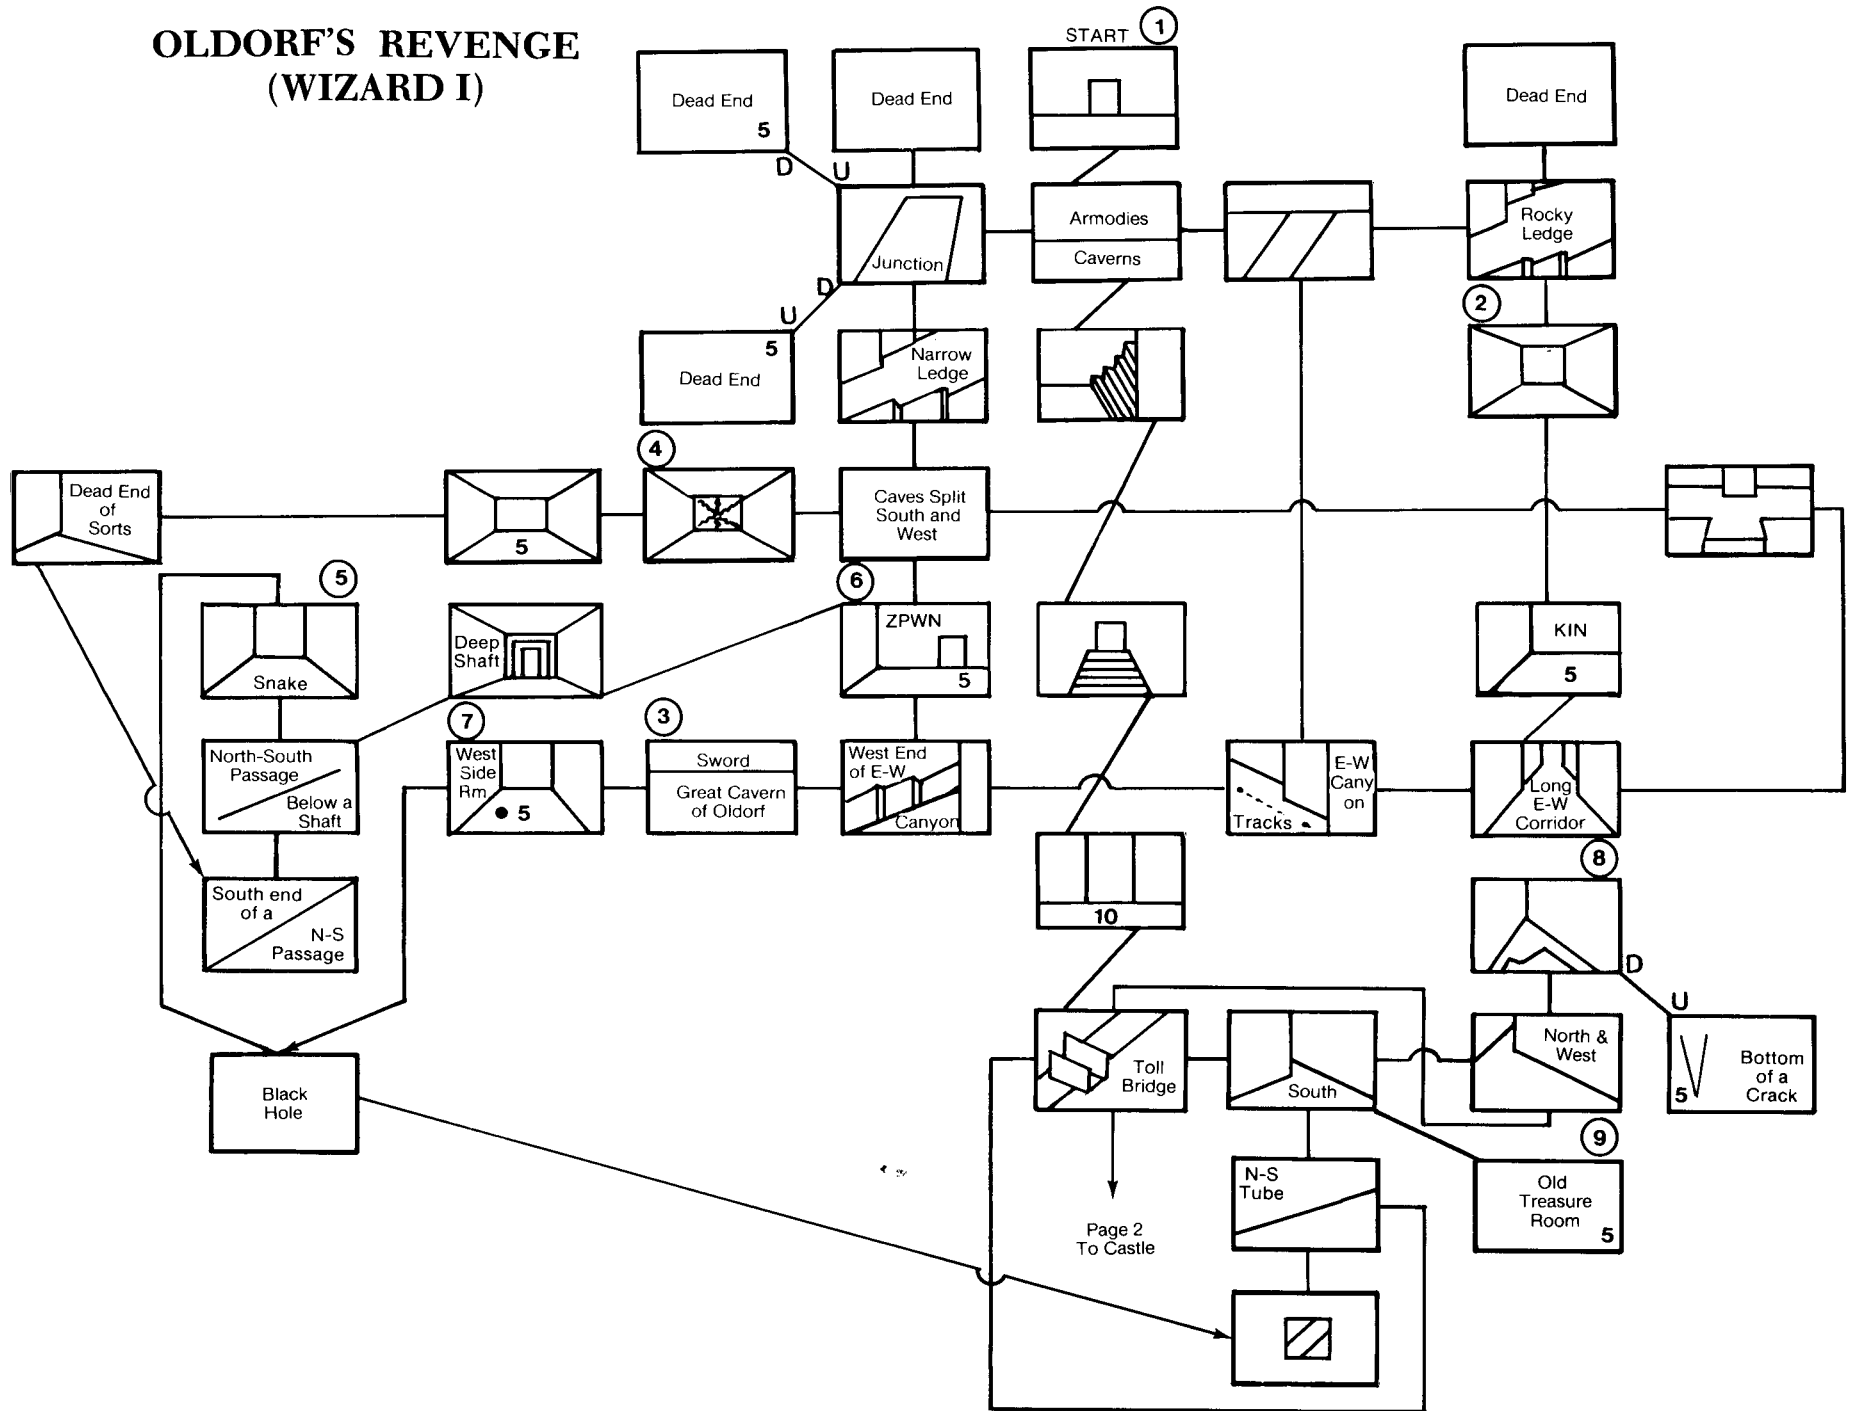 OLDORF'S REVENGE
(WIZARD I)
START
1
Dead End
5
Dead End
Dead End
D
U
Junction
Armodies
Caverns
Rocky
Ledge
D
U
2
5
Dead End
Narrow
Ledge
4
Dead End
of
Sorts
5
Caves Split
South and
West
5
6
Snake
Deep
Shaft
ZPWN
5
KIN
5
7
3
North-South
Passage
Below a
Shaft
West
Side
Rm
5
Sword
Great Cavern
of Oldorf
West End
of E-W
Canyon
E-W
Cany
on
Tracks
Long
E-W
Corridor
8
South end
of a
N-S
Passage
10
D
U
Black
Hole
Toll
Bridge
South
North &
West
Bottom
of a
Crack
5
9
N-S
Tube
Old
Treasure
Room
5
Page 2
To Castle